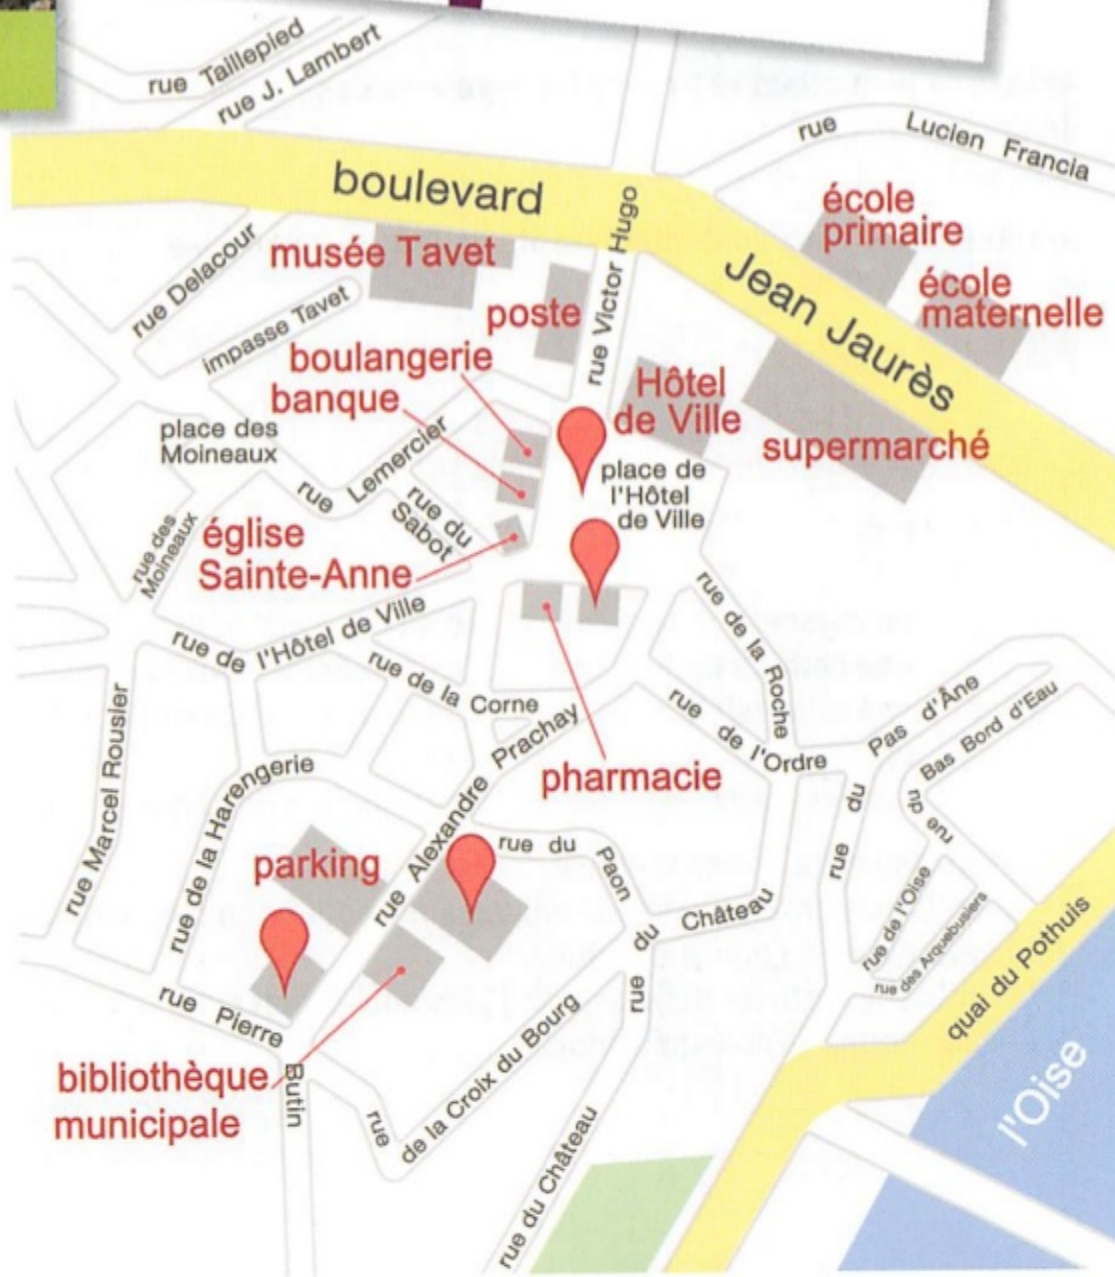 rue Taillepied
rue J. Lambert
rue Lucien Francia
boulevard
Jean Jaurès
école
primaire
école
maternelle
rue Victor Hugo
musée Tavet
rue Delacour
impasse Tavet
poste
boulangerie
banque
Hôtel
de Ville
supermarché
place des
Moineaux
rue Lemercier
place de
l'Hôtel
de Ville
rue du
Sabot
rue des
Moineaux
église
Sainte-Anne
rue de l'Hôtel de Ville
rue de la Roche
rue de la Corne
rue de l'Ordre
rue Marcel Rousier
rue de la Harengerie
rue Alexandre Prachay
pharmacie
rue du Pas d'Âne
rue du Bas Bord d'Eau
parking
rue du Paon
rue du Château
rue de l'Oise
rue des Arquebusiers
quai du Pothuis
rue Pierre Butin
bibliothèque
municipale
rue de la Croix du Bourg
rue du Château
l'Oise